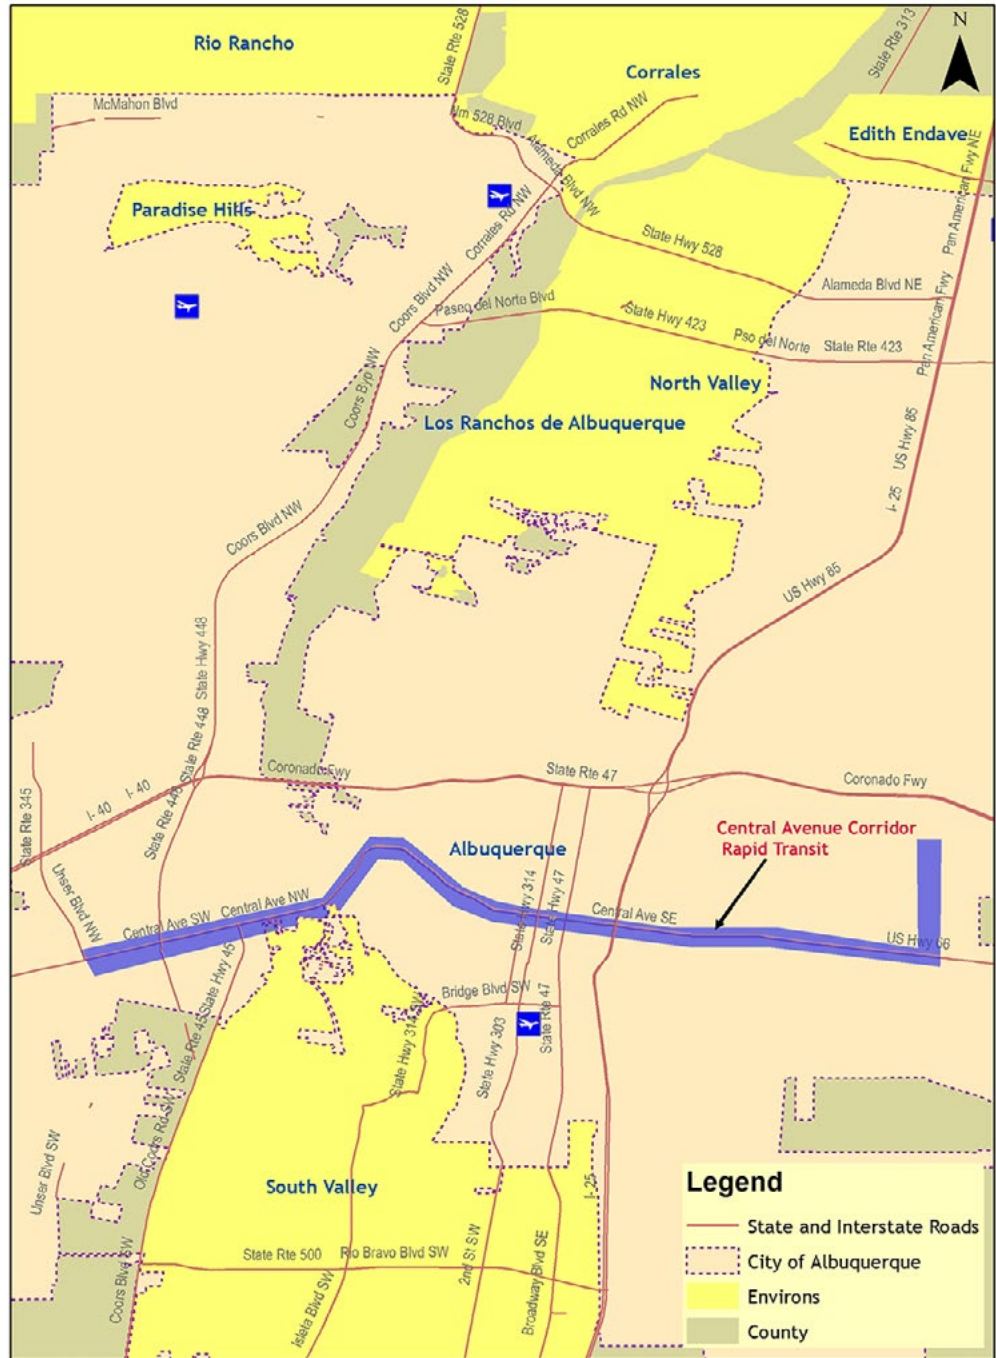 State Rte 528
Rio Rancho
State Rte 313
N
Corrales
McMahon Blvd
Nm 528 Blvd
Corrales Rd NW
Edith Endave
Alameda Blvd NW
Pan American Fwy NE
Paradise Hills
Corrales Rd NW
State Hwy 528
Pan American Fwy
Coors Blvd NW
Alameda Blvd NE
Paseo del Norte Blvd
State Hwy 423
Pso del Norte
State Rte 423
Coors Byp NW
North Valley
Los Ranchos de Albuquerque
US Hwy 85
I- 25
Coors Blvd NW
US Hwy 85
State Hwy 448
State Rte 448
Coronado Fwy
State Rte 47
Coronado Fwy
I- 40
I- 40
State Rte 345
State Rte 448
Central Avenue Corridor
Rapid Transit
Albuquerque
Unser Blvd NW
State Hwy 314
State Hwy 47
Central Ave SW
Central Ave NW
Central Ave SE
US Hwy 66
State Hwy 45
Bridge Blvd SW
State Rte 45
State Hwy 314 SW
State Hwy 303
State Rte 47
Old Coors Rd SW
Unser Blvd SW
South Valley
I-25
Legend
State and Interstate Roads
City of Albuquerque
Environs
County
State Rte 500
Rio Bravo Blvd SW
2nd St SW
Broadway Blvd SE
Coors Blvd SW
Isleta Blvd SW